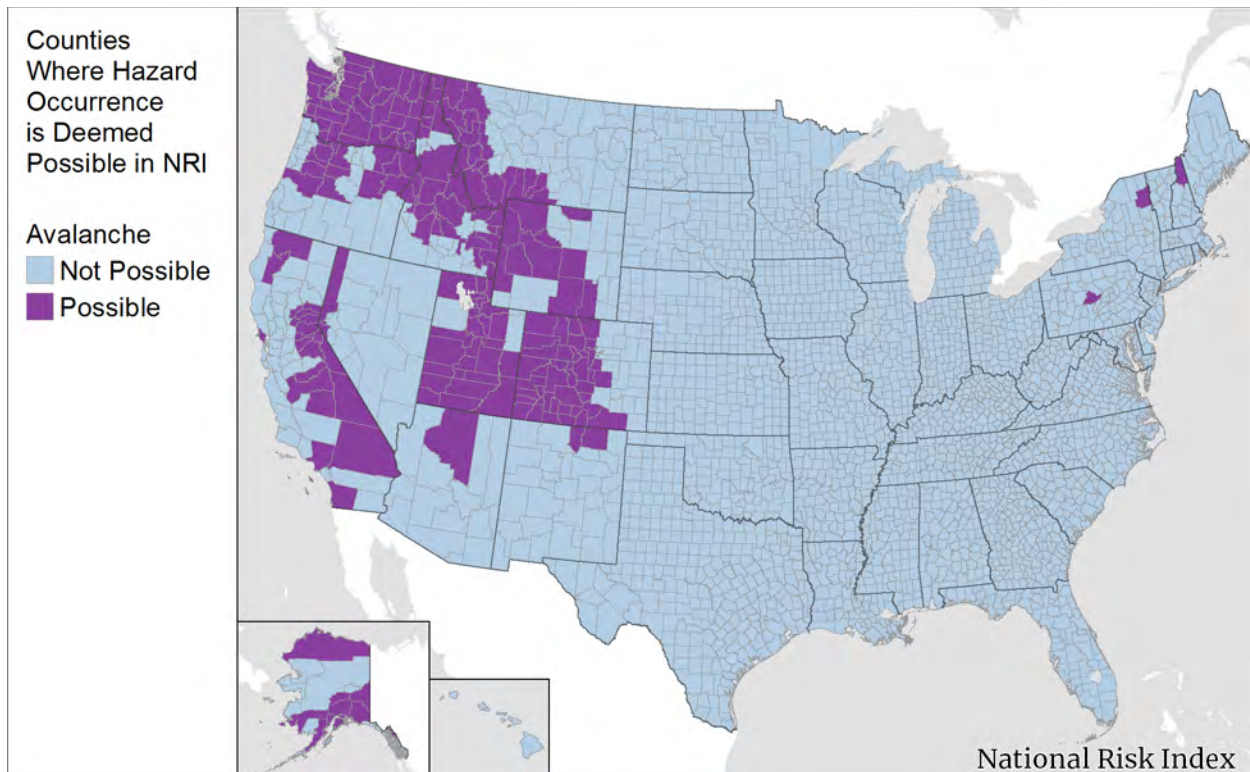 Counties
Where Hazard
Occurrence
is Deemed
Possible in NRI
Avalanche
Not Possible
Possible
National Risk Index